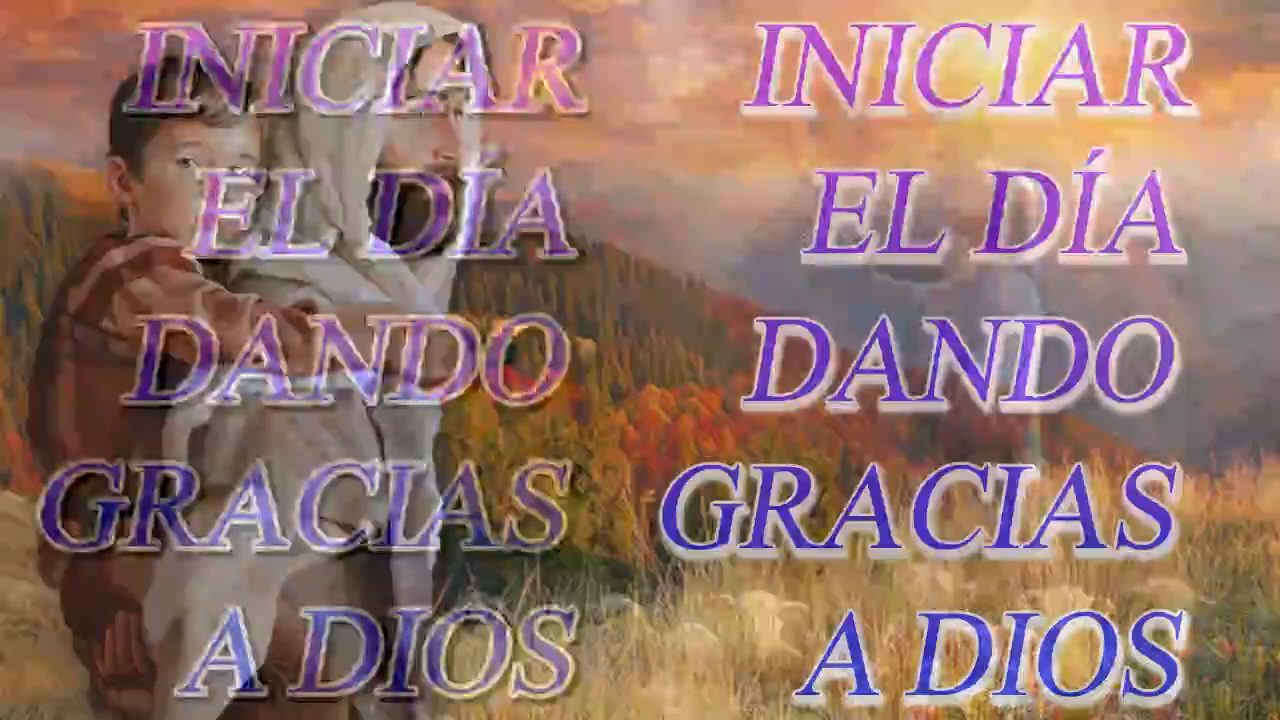 INICIAR INICIAR
EL DÍA EL DÍA
DANDO DANDO
GRACIAS GRACIAS
A DIOS A DIOS